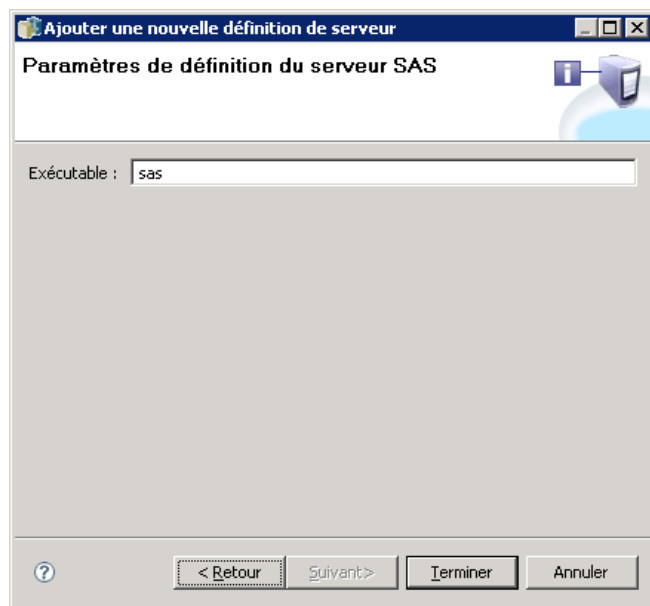 Ajouter une nouvelle définition de serveur
Paramètres de définition du serveur SAS
Exécutable : sas
< Retour Suivant> Terminer Annuler